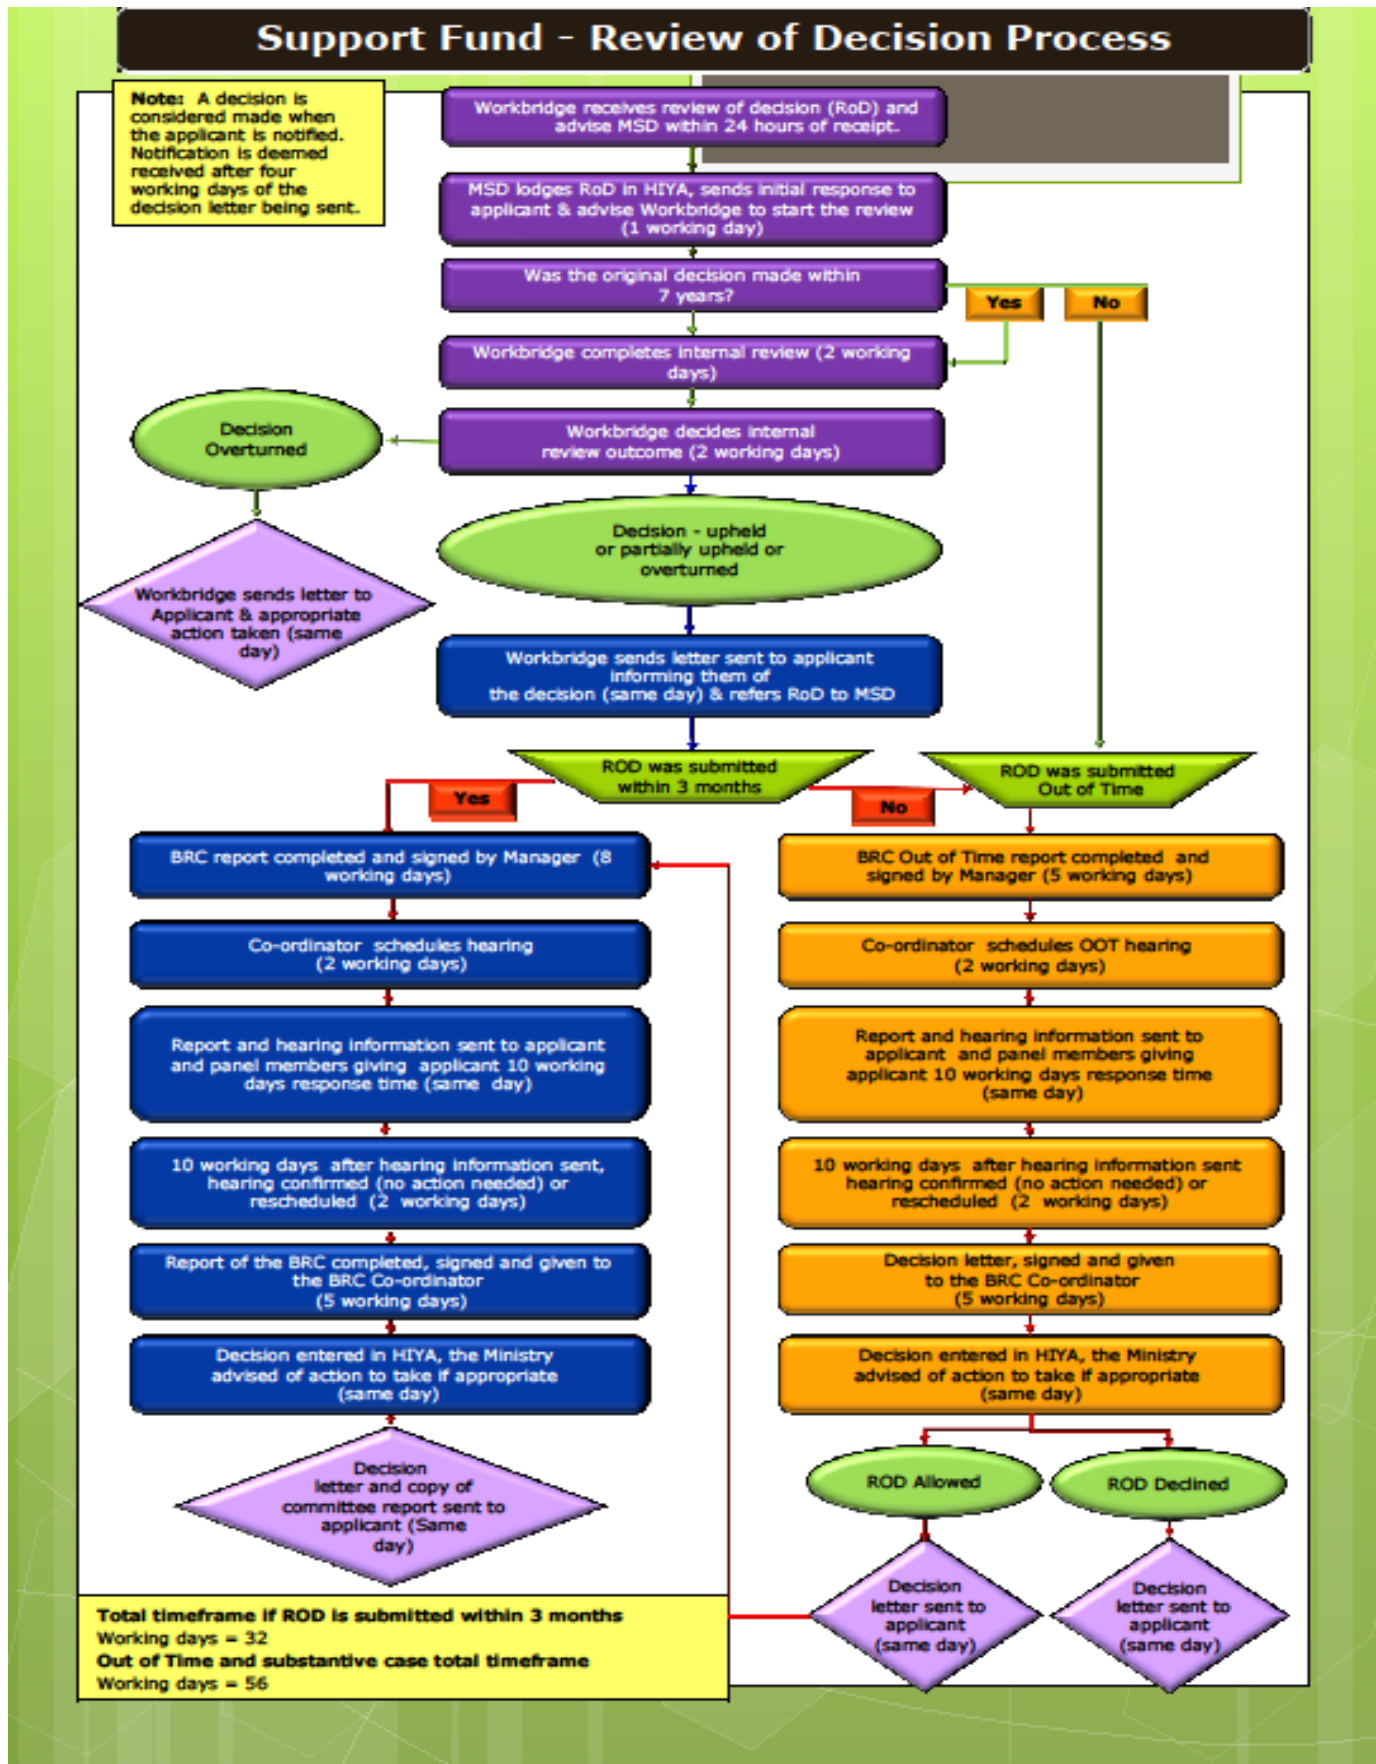 Support Fund - Review of Decision Process
Note: A decision is
considered made when
the applicant is notified.
Notification is deemed
received after four
working days of the
decision letter being sent.
Workbridge receives review of decision (RoD) and
advise MSD within 24 hours of receipt.
MSD lodges RoD in HIYA, sends initial response to
applicant & advise Workbridge to start the review
(1 working day)
Was the original decision made within
7 years?
Yes
No
Workbridge completes internal review (2 working
days)
Workbridge decides internal
review outcome (2 working days)
Decision
Overturned
Workbridge sends letter to
Applicant & appropriate
action taken (same
day)
Decision - upheld
or partially upheld or
overturned
Workbridge sends letter sent to applicant
informing them of
the decision (same day) & refers RoD to MSD
ROD was submitted
within 3 months
Yes
No
ROD was submitted
Out of Time
BRC report completed and signed by Manager (8
working days)
Co-ordinator schedules hearing
(2 working days)
Report and hearing information sent to applicant
and panel members giving applicant 10 working
days response time (same day)
10 working days after hearing information sent,
hearing confirmed (no action needed) or
rescheduled (2 working days)
Report of the BRC completed, signed and given to
the BRC Co-ordinator
(5 working days)
Decision entered in HIYA, the Ministry
advised of action to take if appropriate
(same day)
Decision
letter and copy of
committee report sent to
applicant (Same
day)
BRC Out of Time report completed and
signed by Manager (5 working days)
Co-ordinator schedules OOT hearing
(2 working days)
Report and hearing information sent to
applicant and panel members giving
applicant 10 working days response time
(same day)
10 working days after hearing information sent
hearing confirmed (no action needed) or
rescheduled (2 working days)
Decision letter, signed and given
to the BRC Co-ordinator
(5 working days)
Decision entered in HIYA, the Ministry
advised of action to take if appropriate
(same day)
ROD Allowed
ROD Declined
Decision
letter sent to
applicant
(same day)
Decision
letter sent to
applicant
(same day)
Total timeframe if ROD is submitted within 3 months
Working days = 32
Out of Time and substantive case total timeframe
Working days = 56